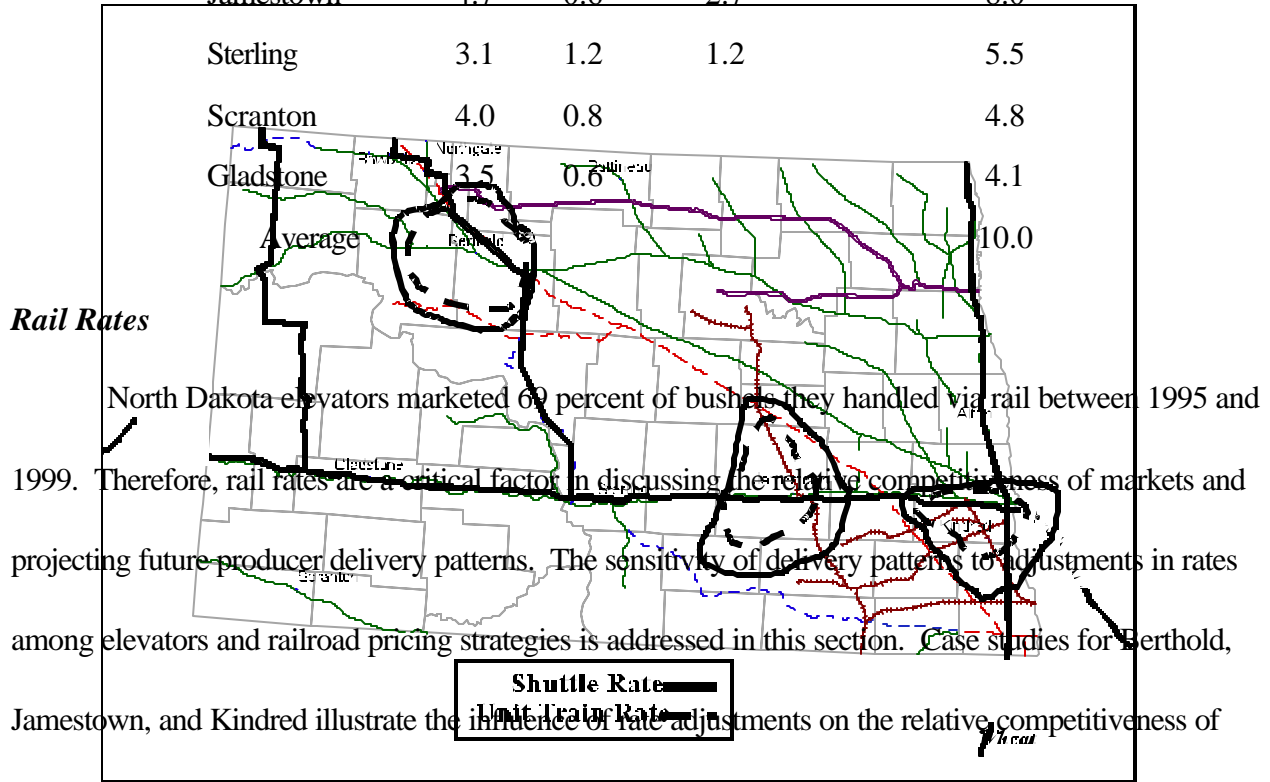 Sterling 3.1 1.2 1.2 5.5
Scranton 4.0 0.8 4.8
Northgate
Bottineau
Gladstone 3.5 0.6 4.1
Average 10.0
Berthold
Rail Rates
North Dakota elevators marketed 69 percent of bushels they handled via rail between 1995 and
Gladstone
1999. Therefore, rail rates are a critical factor in discussing the relative competitiveness of markets and
projecting future producer delivery patterns. The sensitivity of delivery patterns to adjustments in rates
Scranton
among elevators and railroad pricing strategies is addressed in this section. Case studies for Berthold,
Shuttle Rate
Unit Train Rate
Jamestown, and Kindred illustrate the influence of rate adjustments on the relative competitiveness of
Wheat